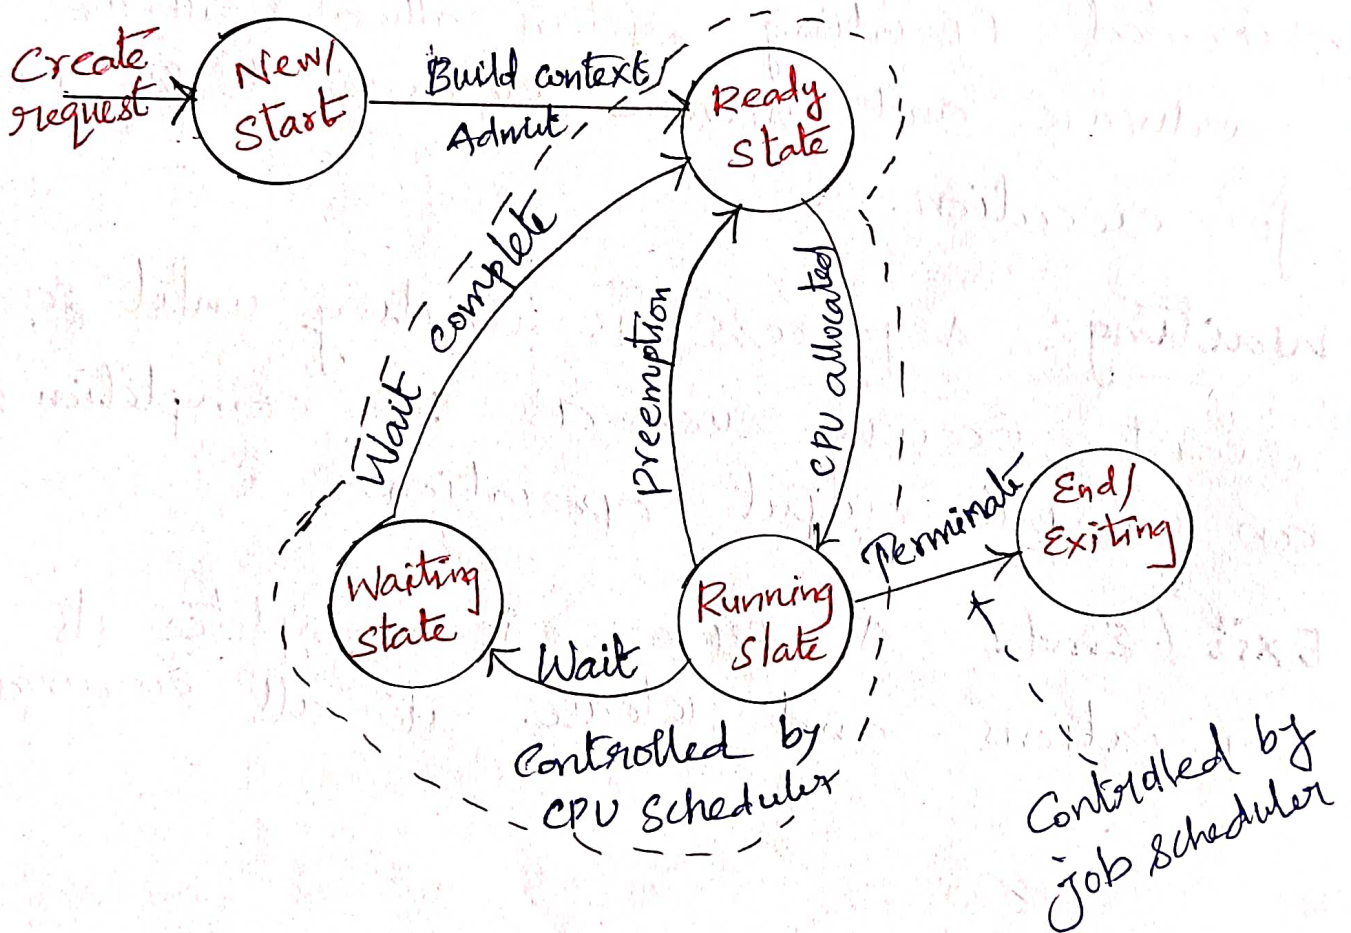 Create
request
New/
Start
Build context/
Admit
Ready
State
Wait complete
Preemption
CPU allocated
Terminate
End/
Exiting
Waiting
state
Wait
Running
State
Controlled by
CPU Scheduler
Controlled by
job scheduler